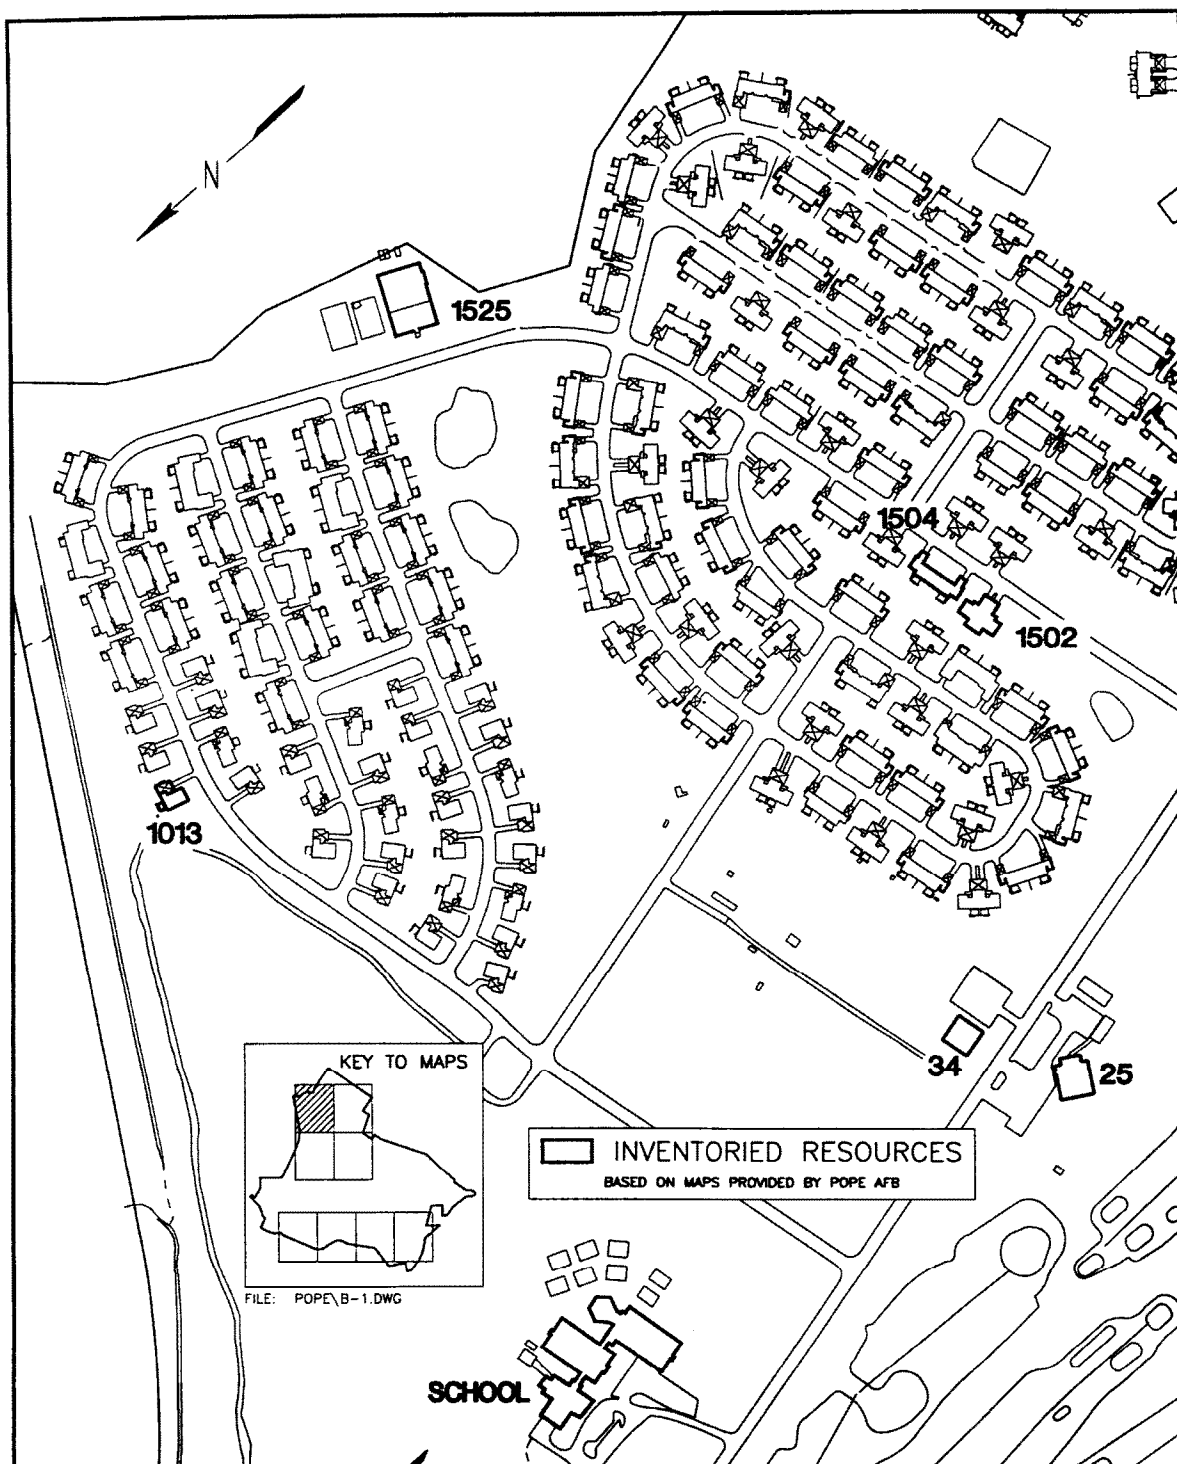 N
1525
1504
1502
1013
KEY TO MAPS
34
25
INVENTORIED RESOURCES
BASED ON MAPS PROVIDED BY POPE AFB
FILE: POPE\B-1.DWG
SCHOOL